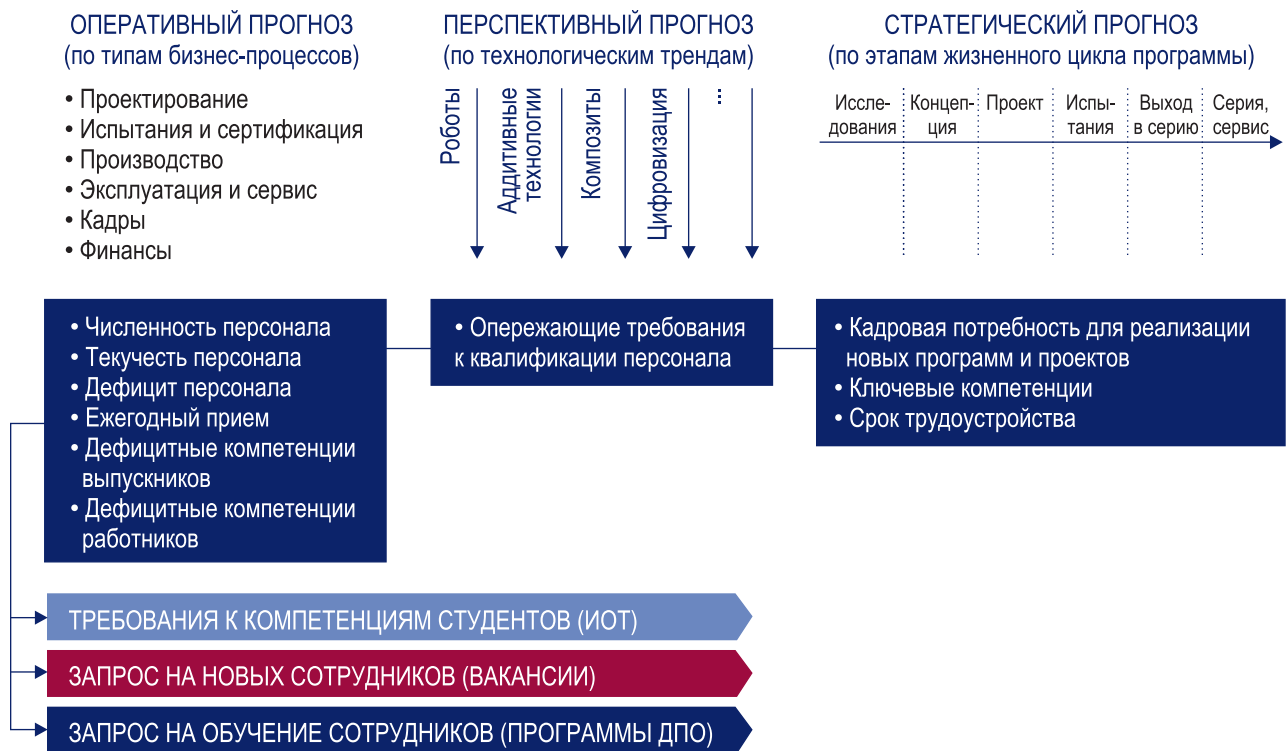 ОПЕРАТИВНЫЙ ПРОГНОЗ
(по типам бизнес-процессов)
• Проектирование
• Испытания и сертификация
• Производство
• Эксплуатация и сервис
• Кадры
• Финансы
ПЕРСПЕКТИВНЫЙ ПРОГНОЗ
(по технологическим трендам)
Роботы
Аддитивные
технологии
Композиты
Цифровизация
...
СТРАТЕГИЧЕСКИЙ ПРОГНОЗ
(по этапам жизненного цикла программы)
Иссле-
дования
Концеп-
ция
Проект
Испы-
тания
Выход
в серию
Серия,
сервис
• Численность персонала
• Текучесть персонала
• Дефицит персонала
• Ежегодный прием
• Дефицитные компетенции
выпускников
• Дефицитные компетенции
работников
• Опережающие требования
к квалификации персонала
• Кадровая потребность для реализации
новых программ и проектов
• Ключевые компетенции
• Срок трудоустройства
ТРЕБОВАНИЯ К КОМПЕТЕНЦИЯМ СТУДЕНТОВ (ИОТ)
ЗАПРОС НА НОВЫХ СОТРУДНИКОВ (ВАКАНСИИ)
ЗАПРОС НА ОБУЧЕНИЕ СОТРУДНИКОВ (ПРОГРАММЫ ДПО)